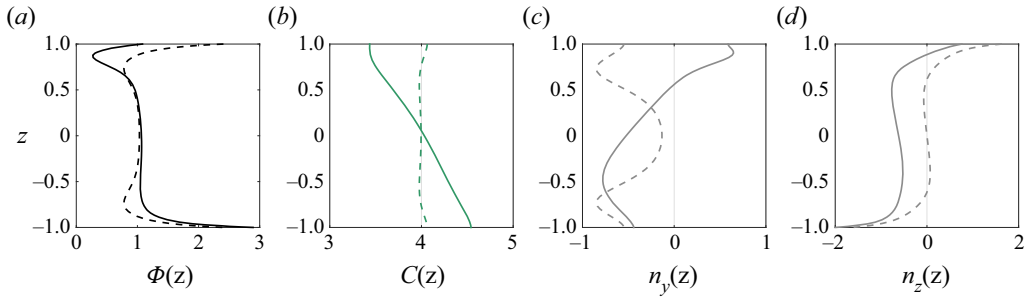 (a) (b) (c) (d)
1.0 1.0 1.0 1.0
0.5 0.5 0.5 0.5
z 0 0 0 0
–0.5 –0.5 –0.5 –0.5
–1.0 –1.0 –1.0 –1.0
0 1 2 3 3 4 5 –1 0 1 –2 0 2
Φ(z) C(z) n_y(z) n_z(z)